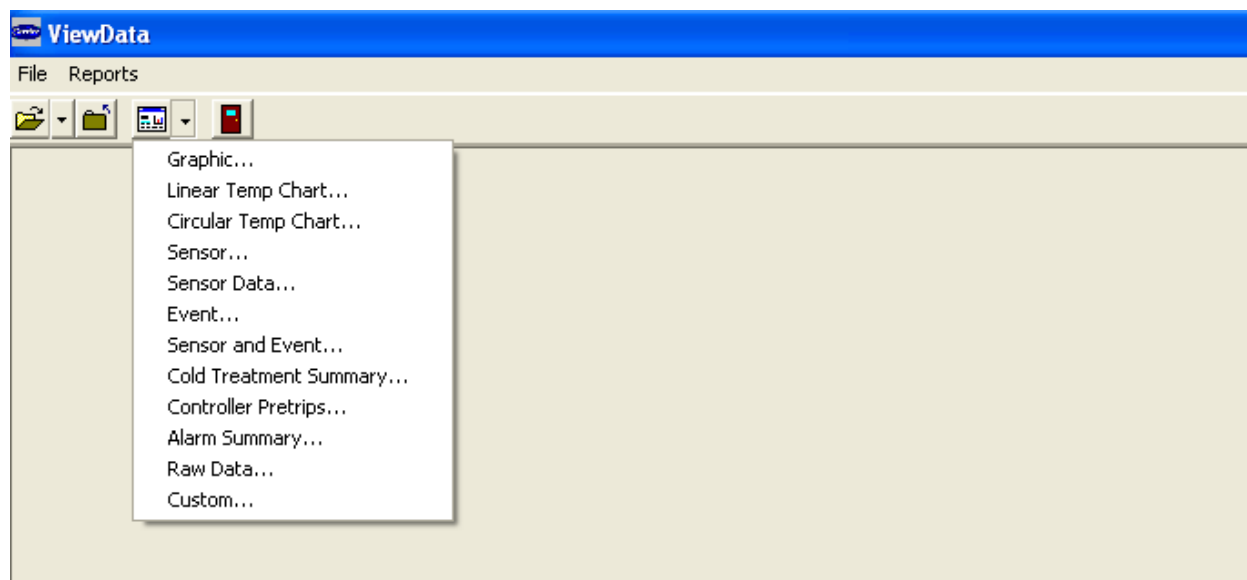 Carrier ViewData
File Reports
Graphic...
Linear Temp Chart...
Circular Temp Chart...
Sensor...
Sensor Data...
Event...
Sensor and Event...
Cold Treatment Summary...
Controller Pretrips...
Alarm Summary...
Raw Data...
Custom...